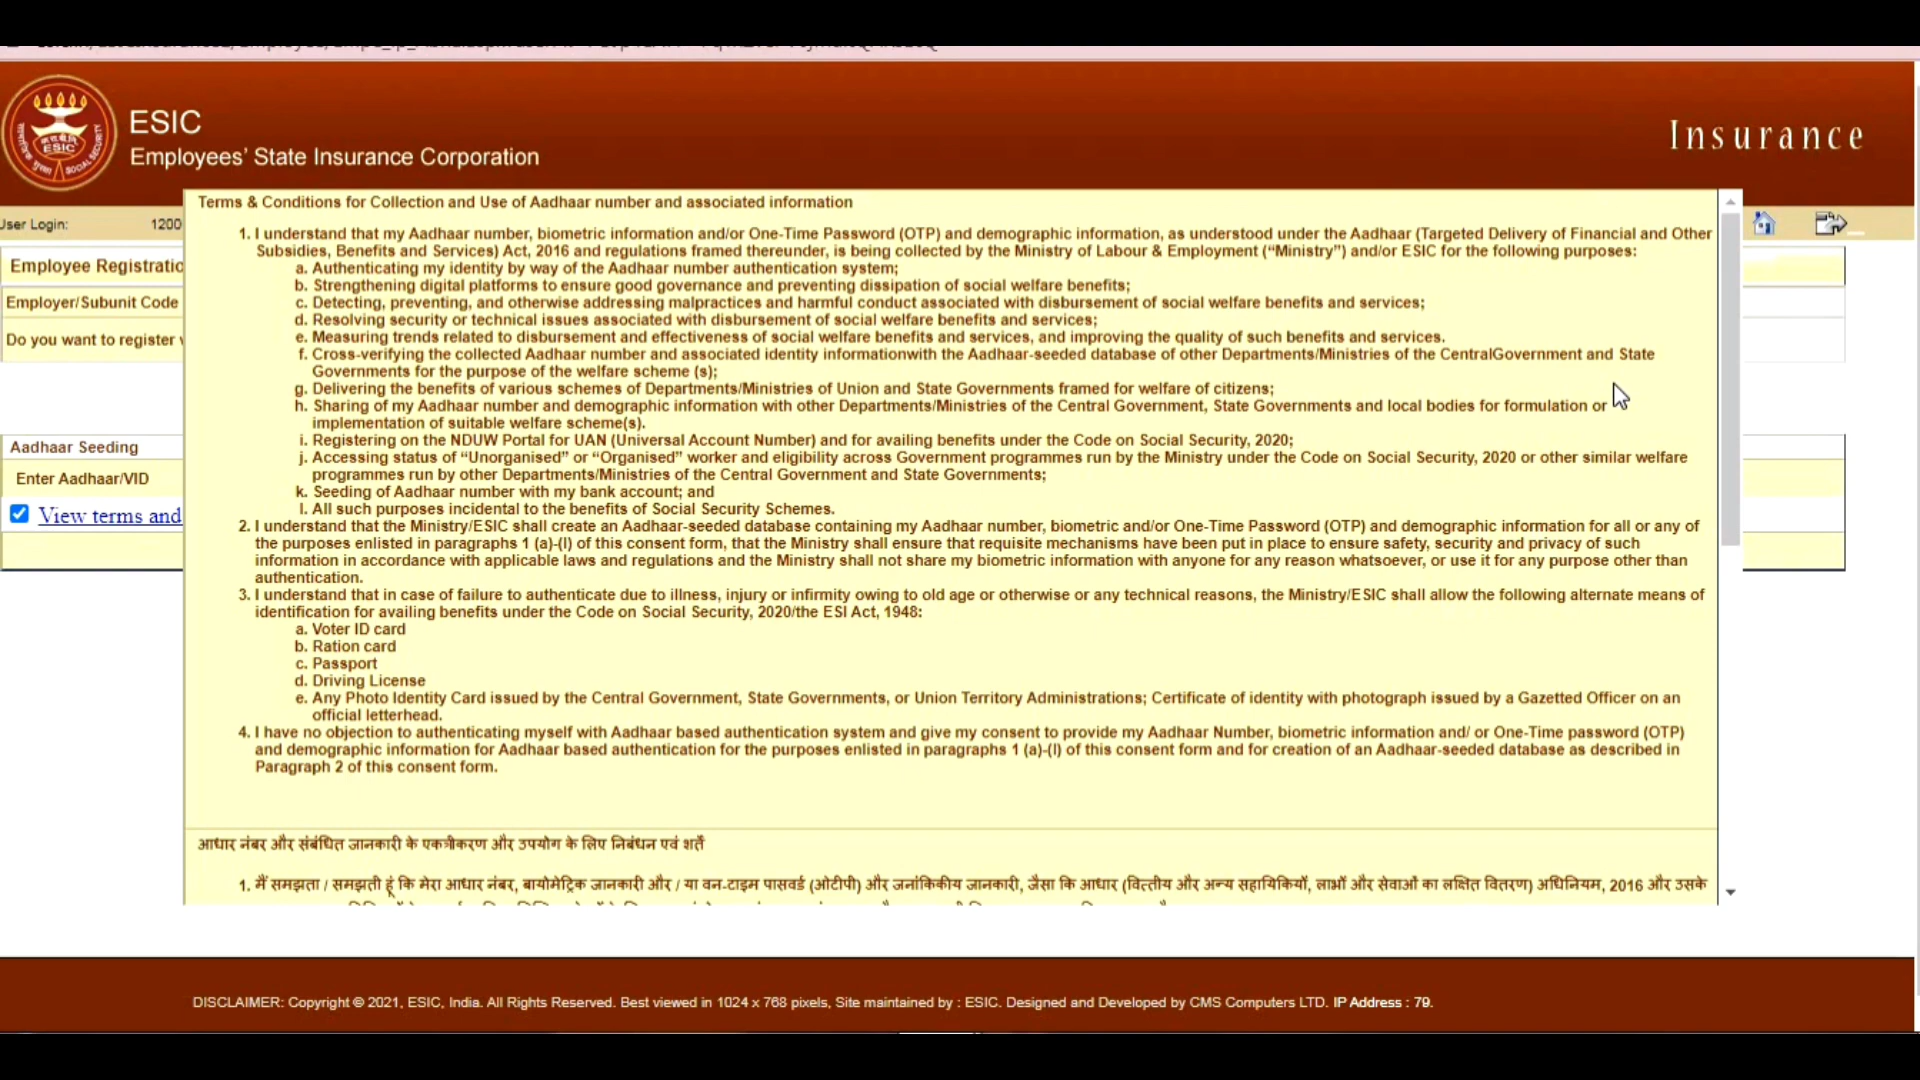 ESIC
Employees' State Insurance Corporation
Insurance
User Login: 1200
Employee Registratio
Employer/Subunit Code
Do you want to register
Aadhaar Seeding
Enter Aadhaar/VID
View terms and
Terms & Conditions for Collection and Use of Aadhaar number and associated information
1. I understand that my Aadhaar number, biometric information and/or One-Time Password (OTP) and demographic information, as understood under the Aadhaar (Targeted Delivery of Financial and Other
Subsidies, Benefits and Services) Act, 2016 and regulations framed thereunder, is being collected by the Ministry of Labour & Employment (“Ministry”) and/or ESIC for the following purposes:
a. Authenticating my identity by way of the Aadhaar number authentication system;
b. Strengthening digital platforms to ensure good governance and preventing dissipation of social welfare benefits;
c. Detecting, preventing, and otherwise addressing malpractices and harmful conduct associated with disbursement of social welfare benefits and services;
d. Resolving security or technical issues associated with disbursement of social welfare benefits and services;
e. Measuring trends related to disbursement and effectiveness of social welfare benefits and services, and improving the quality of such benefits and services.
f. Cross-verifying the collected Aadhaar number and associated identity informationwith the Aadhaar-seeded database of other Departments/Ministries of the CentralGovernment and State
Governments for the purpose of the welfare scheme (s);
g. Delivering the benefits of various schemes of Departments/Ministries of Union and State Governments framed for welfare of citizens;
h. Sharing of my Aadhaar number and demographic information with other Departments/Ministries of the Central Government, State Governments and local bodies for formulation or
implementation of suitable welfare scheme(s).
i. Registering on the NDUW Portal for UAN (Universal Account Number) and for availing benefits under the Code on Social Security, 2020;
j. Accessing status of “Unorganised” or “Organised” worker and eligibility across Government programmes run by the Ministry under the Code on Social Security, 2020 or other similar welfare
programmes run by other Departments/Ministries of the Central Government and State Governments;
k. Seeding of Aadhaar number with my bank account; and
l. All such purposes incidental to the benefits of Social Security Schemes.
2. I understand that the Ministry/ESIC shall create an Aadhaar-seeded database containing my Aadhaar number, biometric and/or One-Time Password (OTP) and demographic information for all or any of
the purposes enlisted in paragraphs 1 (a)-(l) of this consent form, that the Ministry shall ensure that requisite mechanisms have been put in place to ensure safety, security and privacy of such
information in accordance with applicable laws and regulations and the Ministry shall not share my biometric information with anyone for any reason whatsoever, or use it for any purpose other than
authentication.
3. I understand that in case of failure to authenticate due to illness, injury or infirmity owing to old age or otherwise or any technical reasons, the Ministry/ESIC shall allow the following alternate means of
identification for availing benefits under the Code on Social Security, 2020/the ESI Act, 1948:
a. Voter ID card
b. Ration card
c. Passport
d. Driving License
e. Any Photo Identity Card issued by the Central Government, State Governments, or Union Territory Administrations; Certificate of identity with photograph issued by a Gazetted Officer on an
official letterhead.
4. I have no objection to authenticating myself with Aadhaar based authentication system and give my consent to provide my Aadhaar Number, biometric information and/ or One-Time password (OTP)
and demographic information for Aadhaar based authentication for the purposes enlisted in paragraphs 1 (a)-(l) of this consent form and for creation of an Aadhaar-seeded database as described in
Paragraph 2 of this consent form.
आधार नंबर और संबंधित जानकारी के एकत्रीकरण और उपयोग के लिए निबंधन एवं शर्तें
1. मैं समझता / समझती हूं कि मेरा आधार नंबर, बायोमेट्रिक जानकारी और / या वन-टाइम पासवर्ड (ओटीपी) और जनांकिकीय जानकारी, जैसा कि आधार (वित्तीय और अन्य सहायिकियों, लाभों और सेवाओं का लक्षित वितरण) अधिनियम, 2016 और उसके
DISCLAIMER: Copyright © 2021, ESIC, India. All Rights Reserved. Best viewed in 1024 x 768 pixels, Site maintained by : ESIC. Designed and Developed by CMS Computers LTD. IP Address : 79.